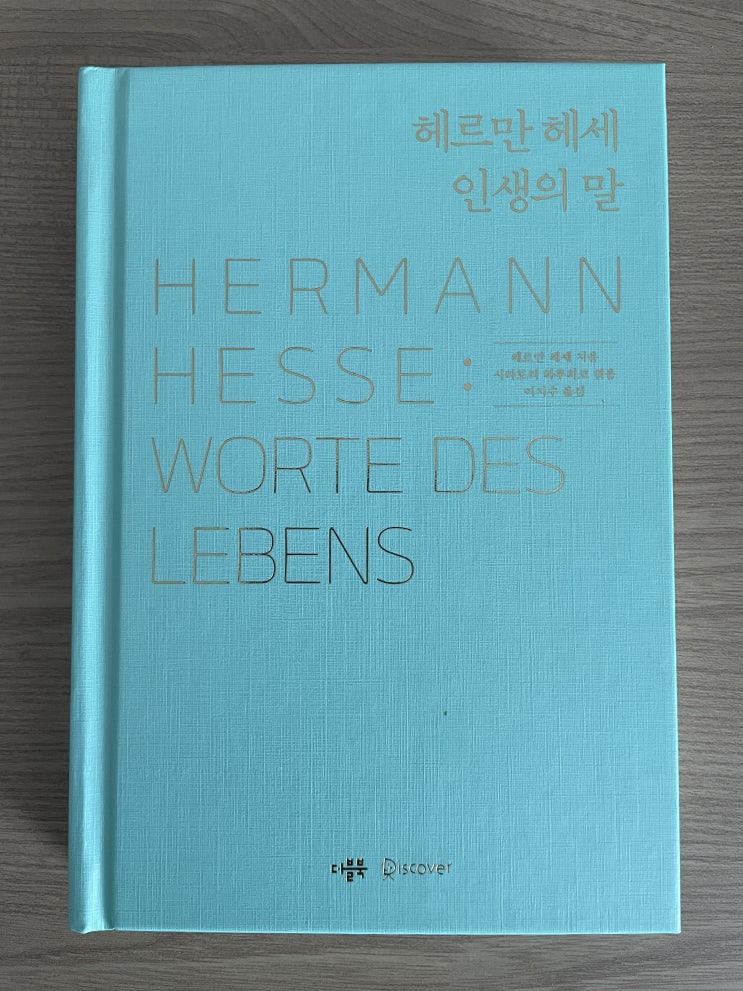 헤르만 헤세
인생의 말
HERMANN
HESSE:
헤르만 헤세 지음
시라토리 하루히코 엮음
이지수 옮김
WORTE DES
LEBENS
더블북 Discover